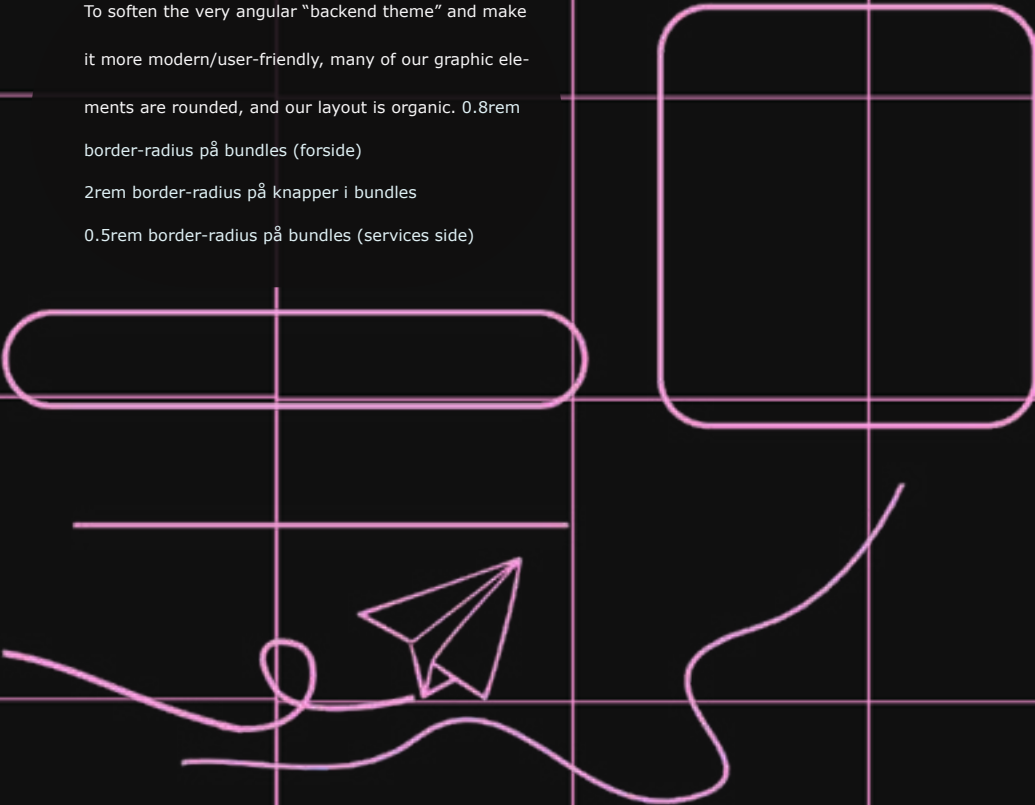 To soften the very angular “backend theme” and make
it more modern/user-friendly, many of our graphic ele-
ments are rounded, and our layout is organic. 0.8rem
border-radius på bundles (forside)
2rem border-radius på knapper i bundles
0.5rem border-radius på bundles (services side)